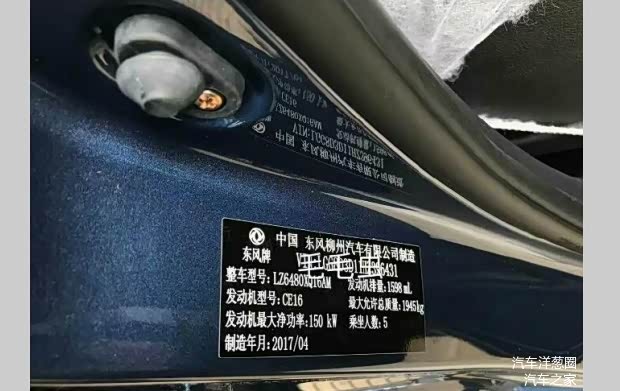 中国 东风柳州汽车有限公司制造
东风牌
整车型号:LZ6480XQ16AM 发动机排量:1598 mL
发动机型号:CE16 最大允许总质量:1945kg
发动机最大净功率:150 kW 乘坐人数:5
制造年月:2017/04
汽车洋葱圈
汽车之家